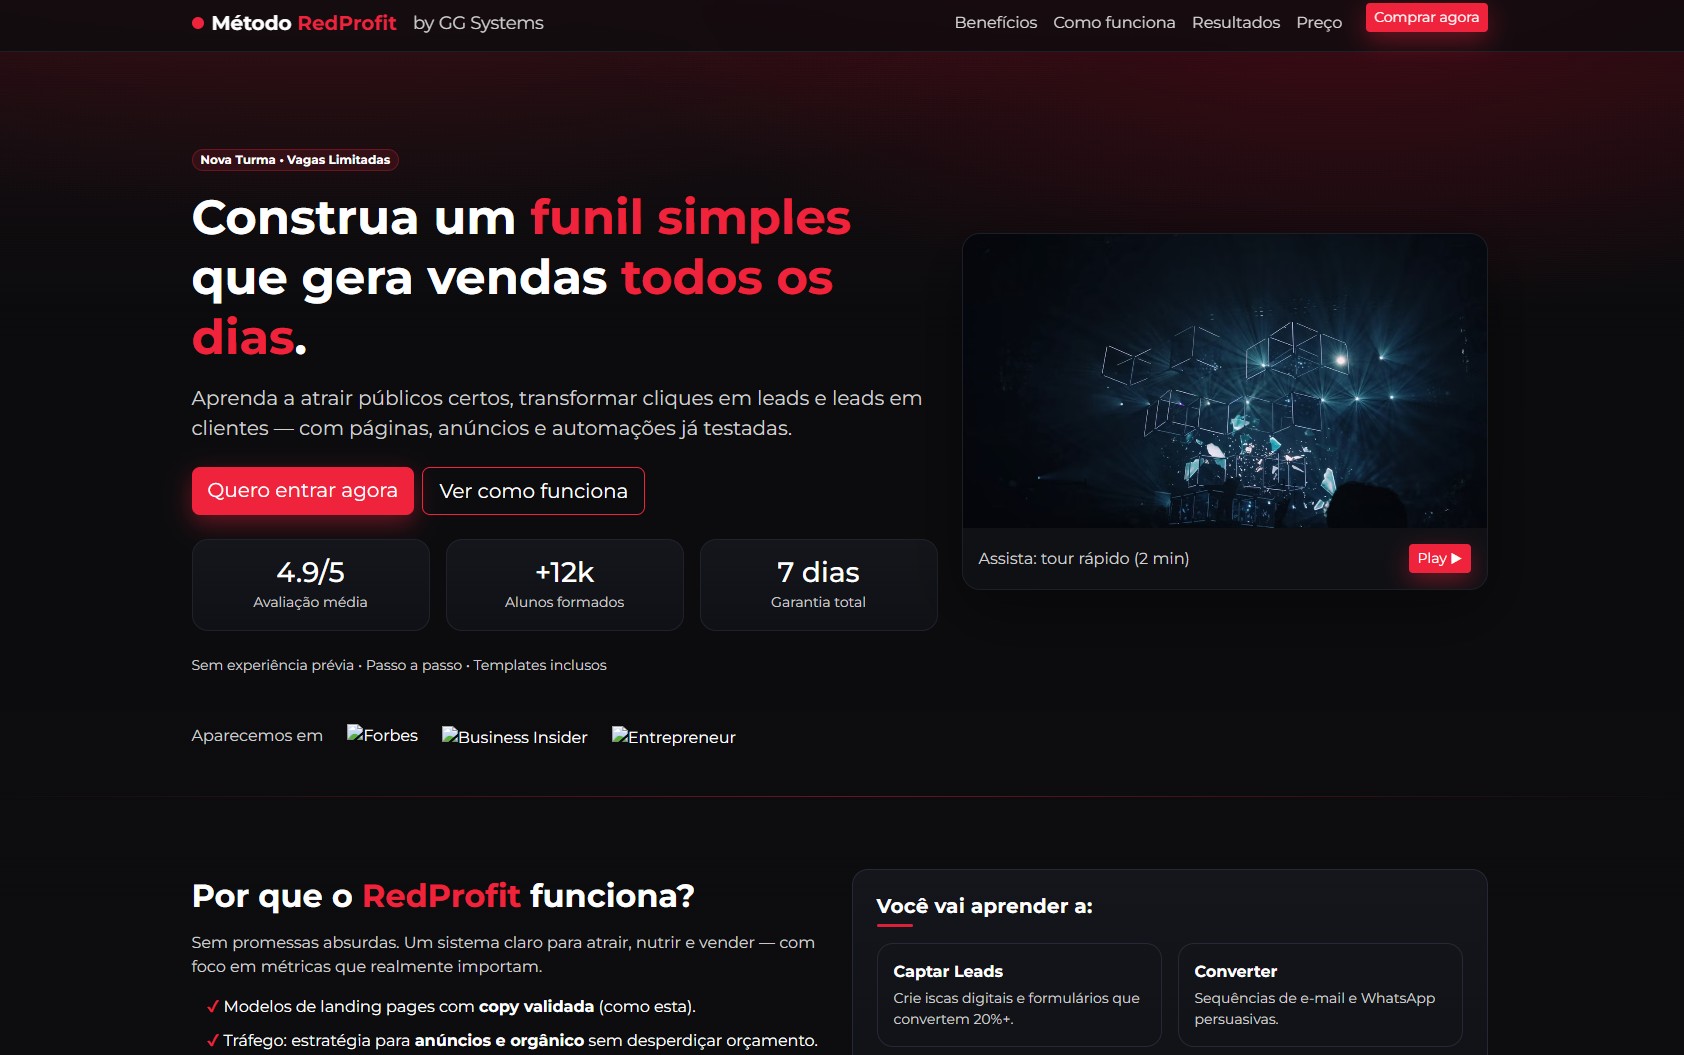 Método RedProfit by GG Systems
Benefícios Como funciona Resultados Preço Comprar agora
Nova Turma • Vagas Limitadas
Construa um funil simples
que gera vendas todos os
dias.
Aprenda a atrair públicos certos, transformar cliques em leads e leads em
clientes — com páginas, anúncios e automações já testadas.
Quero entrar agora
Ver como funciona
4.9/5
Avaliação média
+12k
Alunos formados
7 dias
Garantia total
Assista: tour rápido (2 min)
Play ▶
Sem experiência prévia • Passo a passo • Templates inclusos
Aparecemos em Forbes Business Insider Entrepreneur
Por que o RedProfit funciona?
Sem promessas absurdas. Um sistema claro para atrair, nutrir e vender — com
foco em métricas que realmente importam.
✓ Modelos de landing pages com copy validada (como esta).
✓ Tráfego: estratégia para anúncios e orgânico sem desperdiçar orçamento.
Você vai aprender a:
Captar Leads
Crie iscas digitais e formulários que
convertem 20%+.
Converter
Sequências de e-mail e WhatsApp
persuasivas.